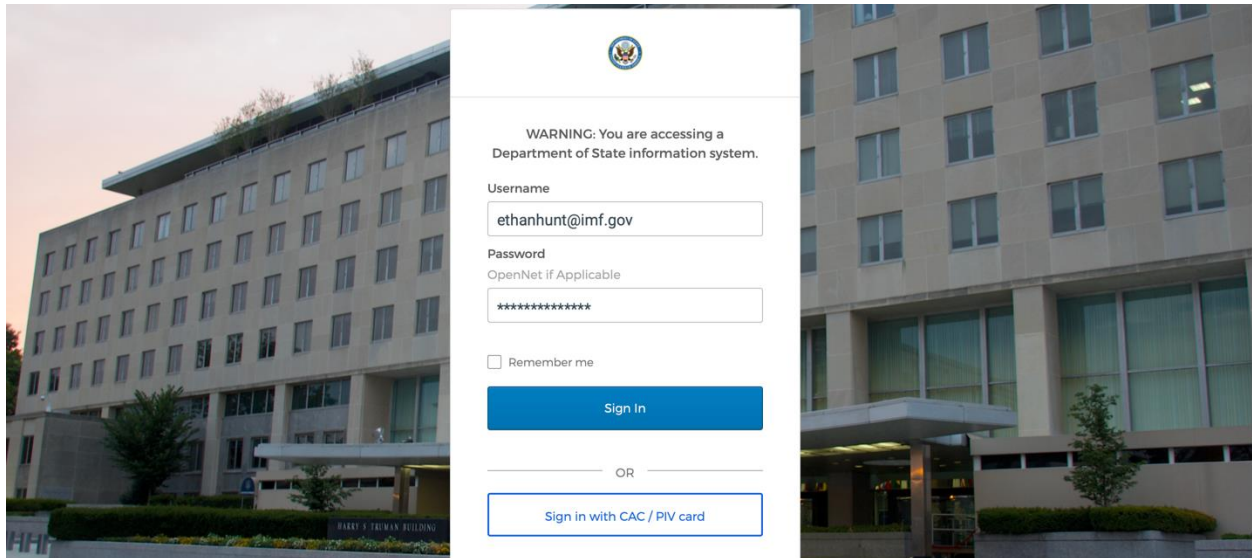 WARNING: You are accessing a
Department of State information system.
Username
ethanhunt@imf.gov
Password
OpenNet if Applicable
**************
Remember me
Sign In
OR
Sign in with CAC / PIV card
HARRY S TRUMAN BUILDING